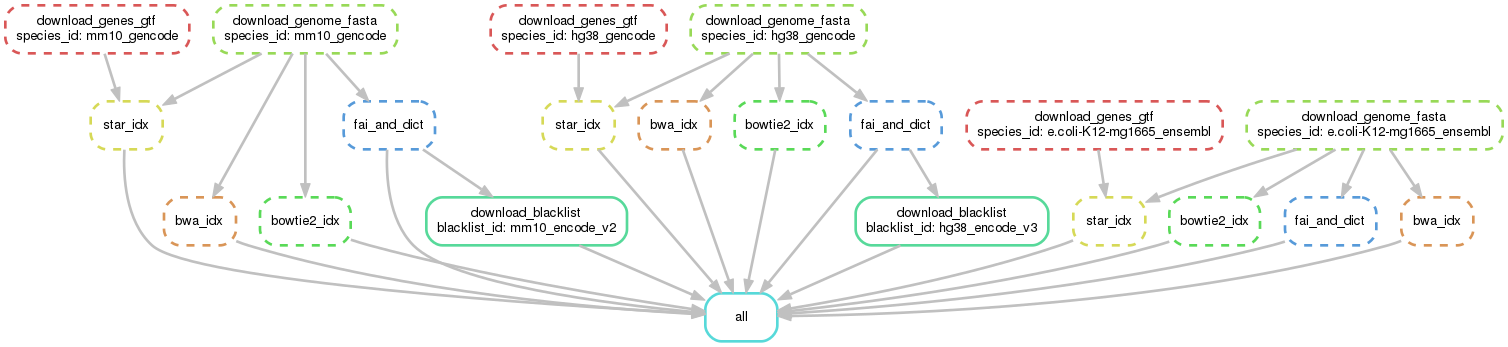 download_genes_gtf
species_id: mm10_gencode
download_genome_fasta
species_id: mm10_gencode
download_genes_gtf
species_id: hg38_gencode
download_genome_fasta
species_id: hg38_gencode
star_idx
fai_and_dict
star_idx
bwa_idx
bowtie2_idx
fai_and_dict
download_genes_gtf
species_id: e.coli-K12-mg1665_ensembl
download_genome_fasta
species_id: e.coli-K12-mg1665_ensembl
bwa_idx
bowtie2_idx
download_blacklist
blacklist_id: mm10_encode_v2
download_blacklist
blacklist_id: hg38_encode_v3
star_idx
bowtie2_idx
fai_and_dict
bwa_idx
all